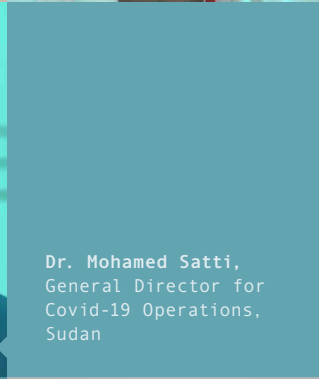 Dr. Mohamed Satti,
General Director for
Covid-19 Operations,
Sudan